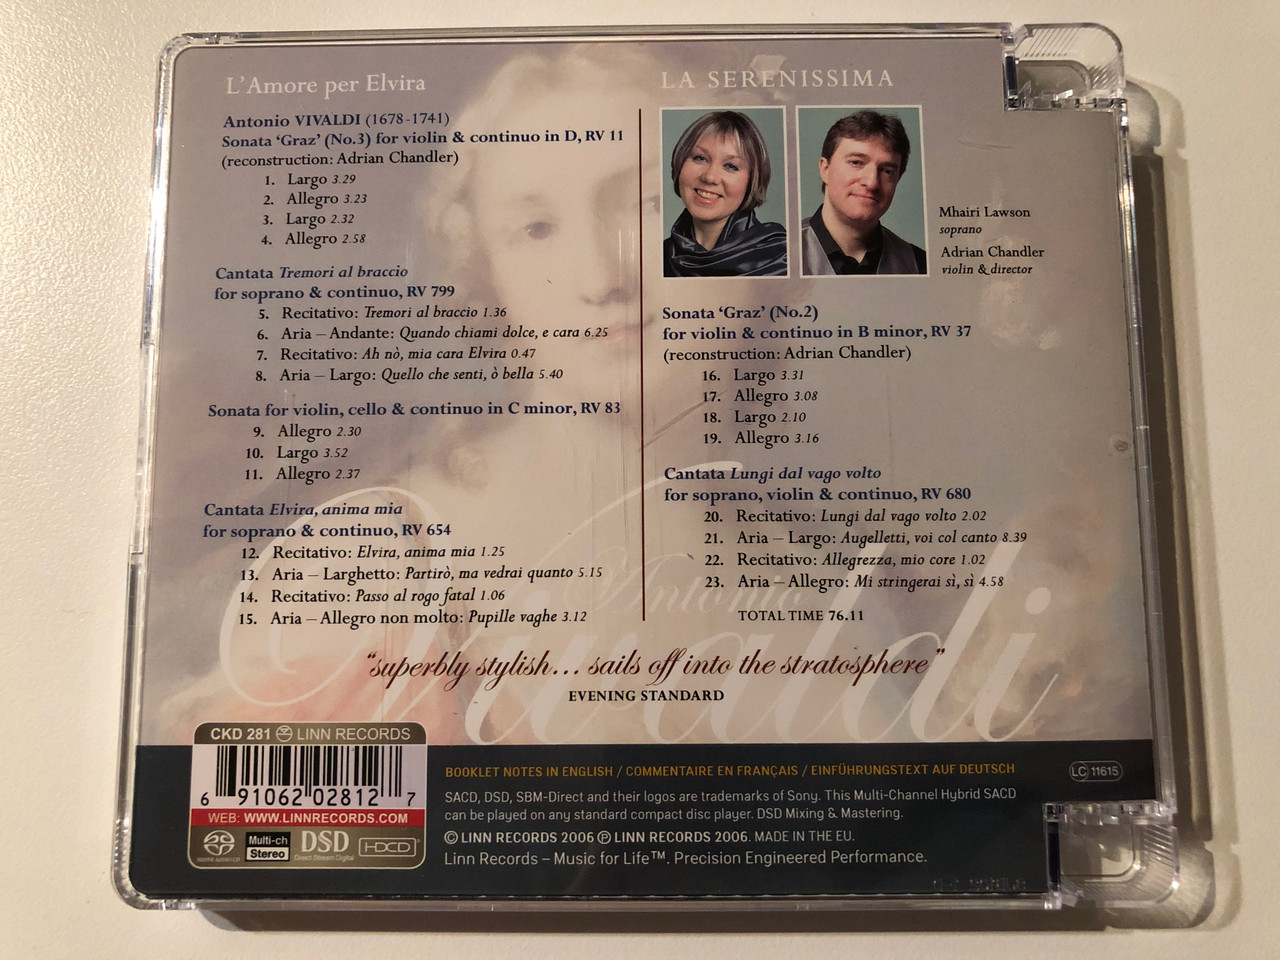 L'Amore per Elvira
Antonio VIVALDI (1678-1741)
Sonata ‘Graz’ (No.3) for violin & continuo in D, RV 11
(reconstruction: Adrian Chandler)
1. Largo 3.29
2. Allegro 3.23
3. Largo 2.32
4. Allegro 2.58
Cantata Tremori al braccio
for soprano & continuo, RV 799
5. Recitativo: Tremori al braccio 1.36
6. Aria – Andante: Quando chiami dolce, e cara 6.25
7. Recitativo: Ah nò, mia cara Elvira 0.47
8. Aria – Largo: Quello che senti, ò bella 5.40
Sonata for violin, cello & continuo in C minor, RV 83
9. Allegro 2.30
10. Largo 3.52
11. Allegro 2.37
Cantata Elvira, anima mia
for soprano & continuo, RV 654
12. Recitativo: Elvira, anima mia 1.25
13. Aria – Larghetto: Partirò, ma vedrai quanto 5.15
14. Recitativo: Passo al rogo fatal 1.06
15. Aria – Allegro non molto: Pupille vaghe 3.12
LA SERENISSIMA
Mhairi Lawson
soprano
Adrian Chandler
violin & director
Sonata ‘Graz’ (No.2)
for violin & continuo in B minor, RV 37
(reconstruction: Adrian Chandler)
16. Largo 3.31
17. Allegro 3.08
18. Largo 2.10
19. Allegro 3.16
Cantata Lungi dal vago volto
for soprano, violin & continuo, RV 680
20. Recitativo: Lungi dal vago volto 2.02
21. Aria – Largo: Augelletti, voi col canto 8.39
22. Recitativo: Allegrezza, mio core 1.02
23. Aria – Allegro: Mi stringerai sì, sì 4.58
TOTAL TIME 76.11
Antonio
Vivaldi
“superbly stylish... sails off into the stratosphere”
EVENING STANDARD
CKD 281 LINN RECORDS
6 91062 02812 7
WEB: WWW.LINNRECORDS.COM
SUPER AUDIO CD
Multi-ch
Stereo
DSD
Direct Stream Digital
HDCD
BOOKLET NOTES IN ENGLISH / COMMENTAIRE EN FRANÇAIS / EINFÜHRUNGSTEXT AUF DEUTSCH
LC 11615
SACD, DSD, SBM-Direct and their logos are trademarks of Sony. This Multi-Channel Hybrid SACD
can be played on any standard compact disc player. DSD Mixing & Mastering.
© LINN RECORDS 2006 ℗ LINN RECORDS 2006. MADE IN THE EU.
Linn Records – Music for Life™. Precision Engineered Performance.